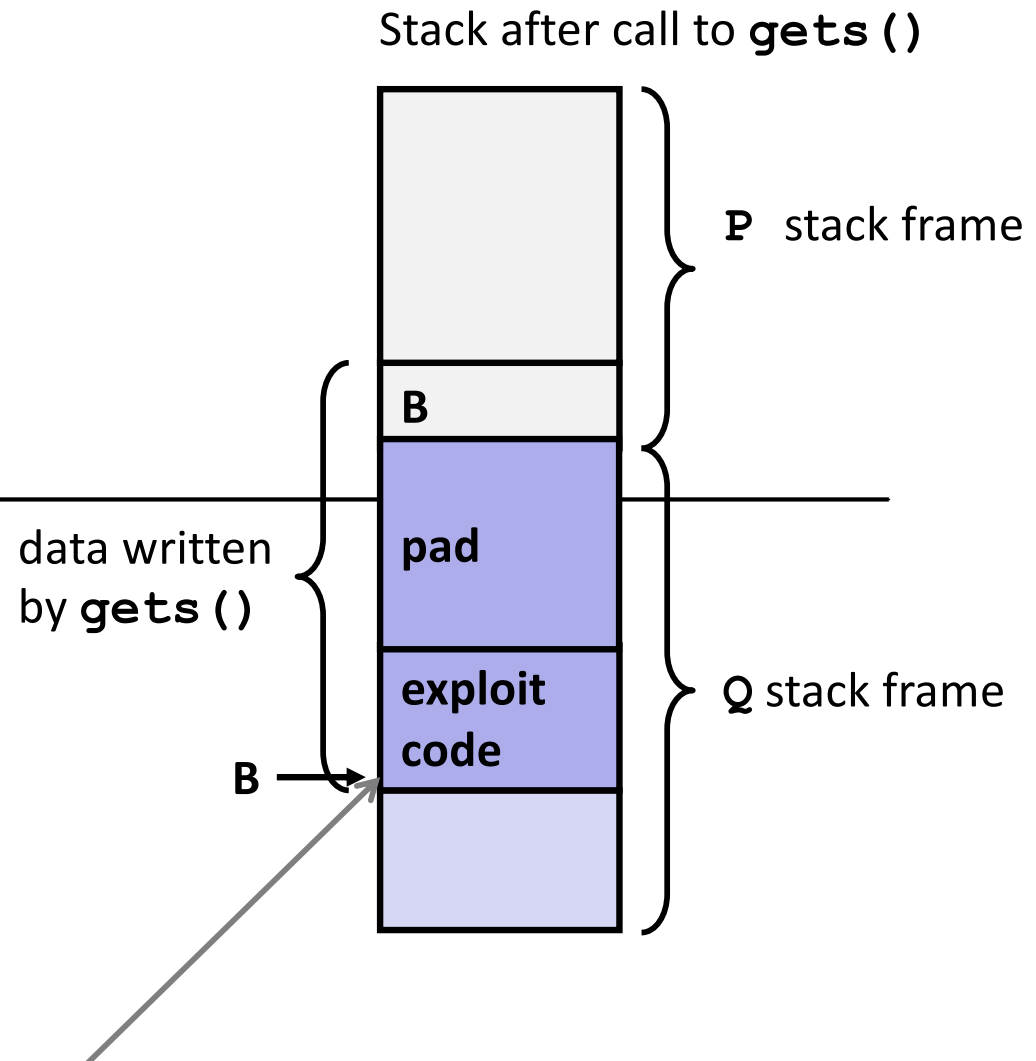 Stack after call to gets()
P stack frame
B
data written
by gets()
pad
exploit
code
Q stack frame
B